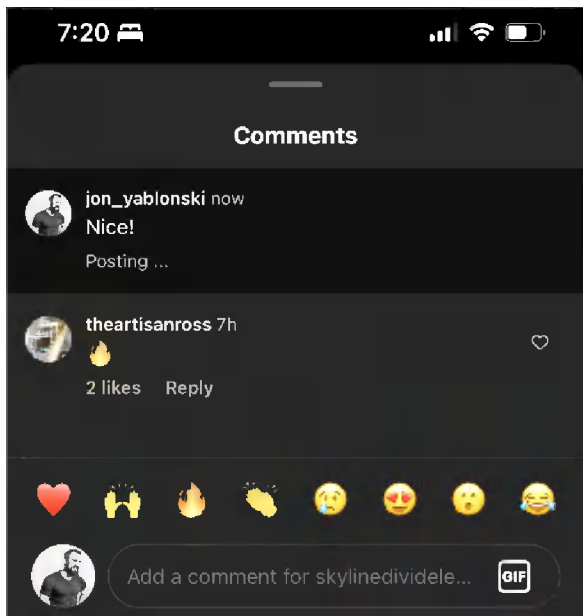 7:20
Comments
jon_yablonski now
Nice!
Posting ...
theartisanross 7h
🔥
2 likes Reply
❤️ 🙌 🔥 👏 😢 😍 😮 😂
Add a comment for skylinedividele... GIF